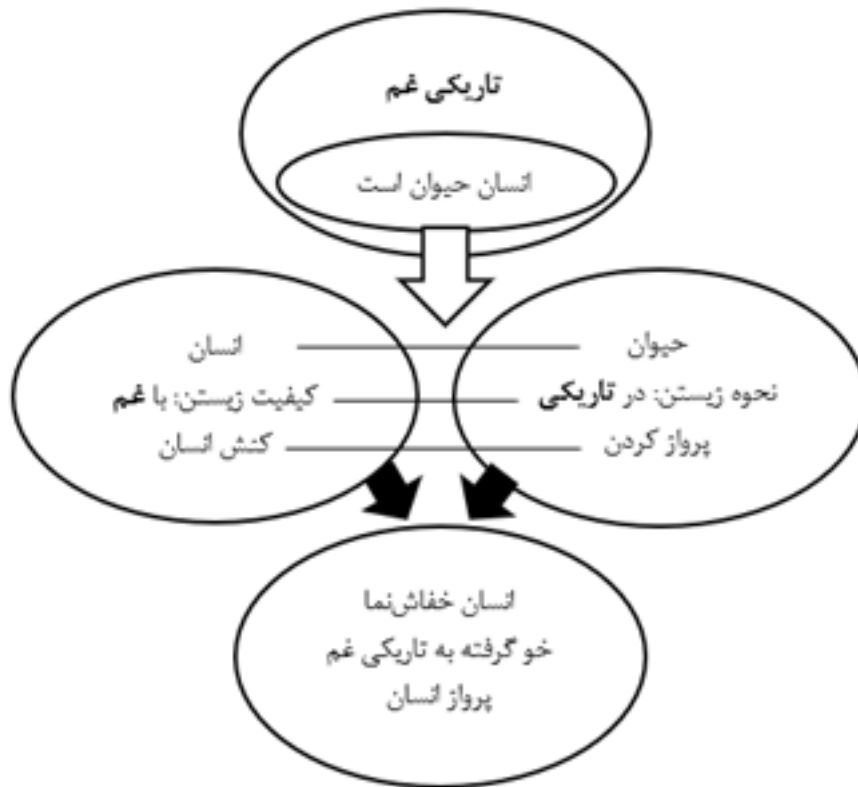 تاریکی غم
انسان حیوان است
حیوان
نحوه زیستن: در تاریکی
پرواز کردن
انسان
کیفیت زیستن: با غم
کنش انسان
انسان خفاش‌نما
خو گرفته به تاریکی غم
پرواز انسان